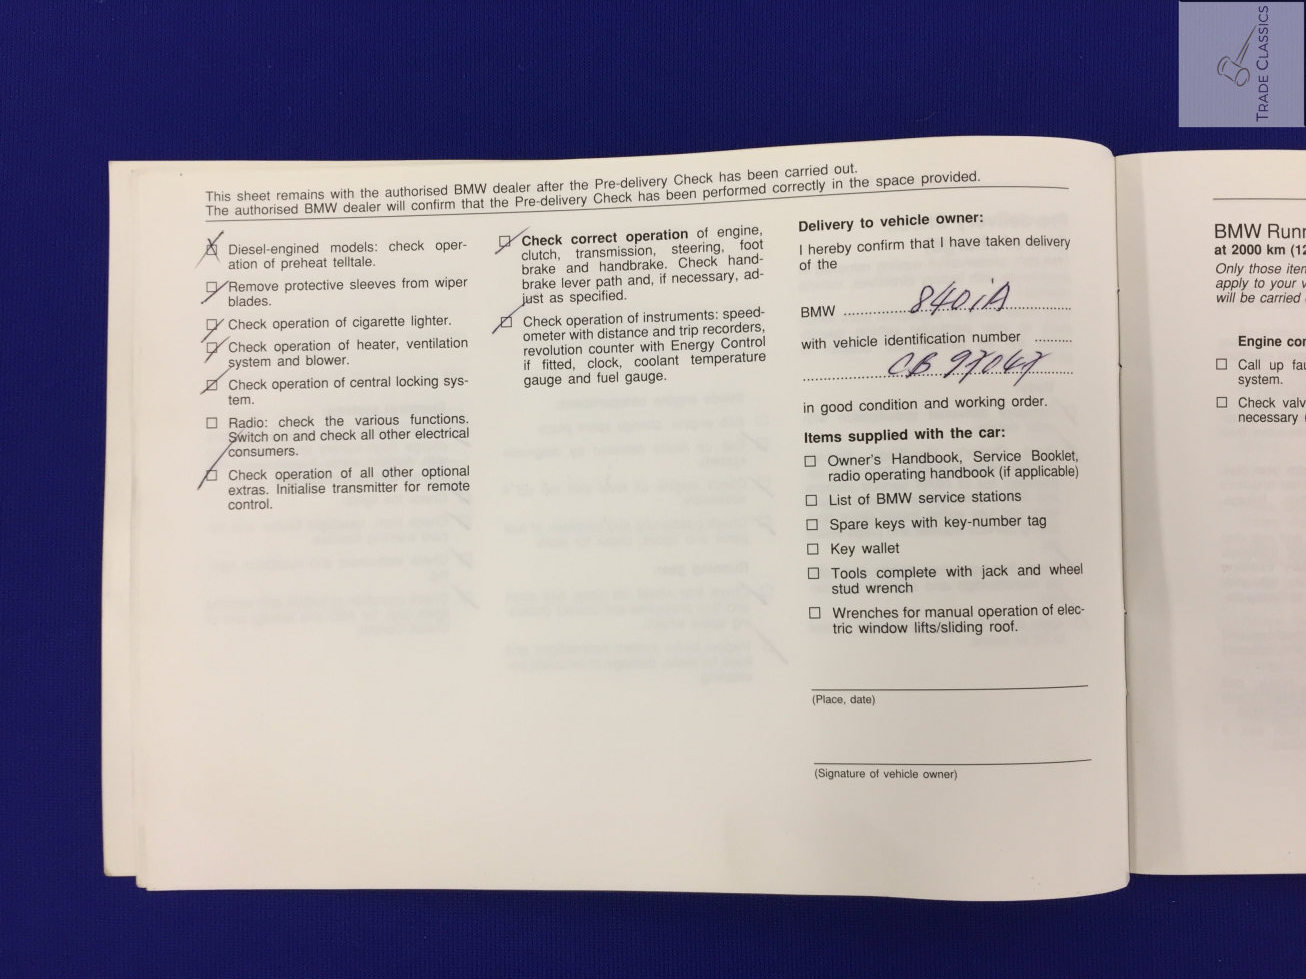 TRADE CLASSICS
This sheet remains with the authorised BMW dealer after the Pre-delivery Check has been carried out.
The authorised BMW dealer will confirm that the Pre-delivery Check has been performed correctly in the space provided.
Diesel-engined models: check oper-
ation of preheat telltale.
Remove protective sleeves from wiper
blades.
Check operation of cigarette lighter.
Check operation of heater, ventilation
system and blower.
Check operation of central locking sys-
tem.
Radio: check the various functions.
Switch on and check all other electrical
consumers.
Check operation of all other optional
extras. Initialise transmitter for remote
control.
Check correct operation of engine,
clutch, transmission, steering, foot
brake and handbrake. Check hand-
brake lever path and, if necessary, ad-
just as specified.
Check operation of instruments: speed-
ometer with distance and trip recorders,
revolution counter with Energy Control
if fitted, clock, coolant temperature
gauge and fuel gauge.
Delivery to vehicle owner:
I hereby confirm that I have taken delivery
of the
BMW 840iA
with vehicle identification number
in good condition and working order.
Items supplied with the car:
Owner's Handbook, Service Booklet,
radio operating handbook (if applicable)
List of BMW service stations
Spare keys with key-number tag
Key wallet
Tools complete with jack and wheel
stud wrench
Wrenches for manual operation of elec-
tric window lifts/sliding roof.
(Place, date)
(Signature of vehicle owner)
BMW Runn
at 2000 km (12
Only those item
apply to your v
will be carried
Engine com
Call up fau
system.
Check valv
necessary